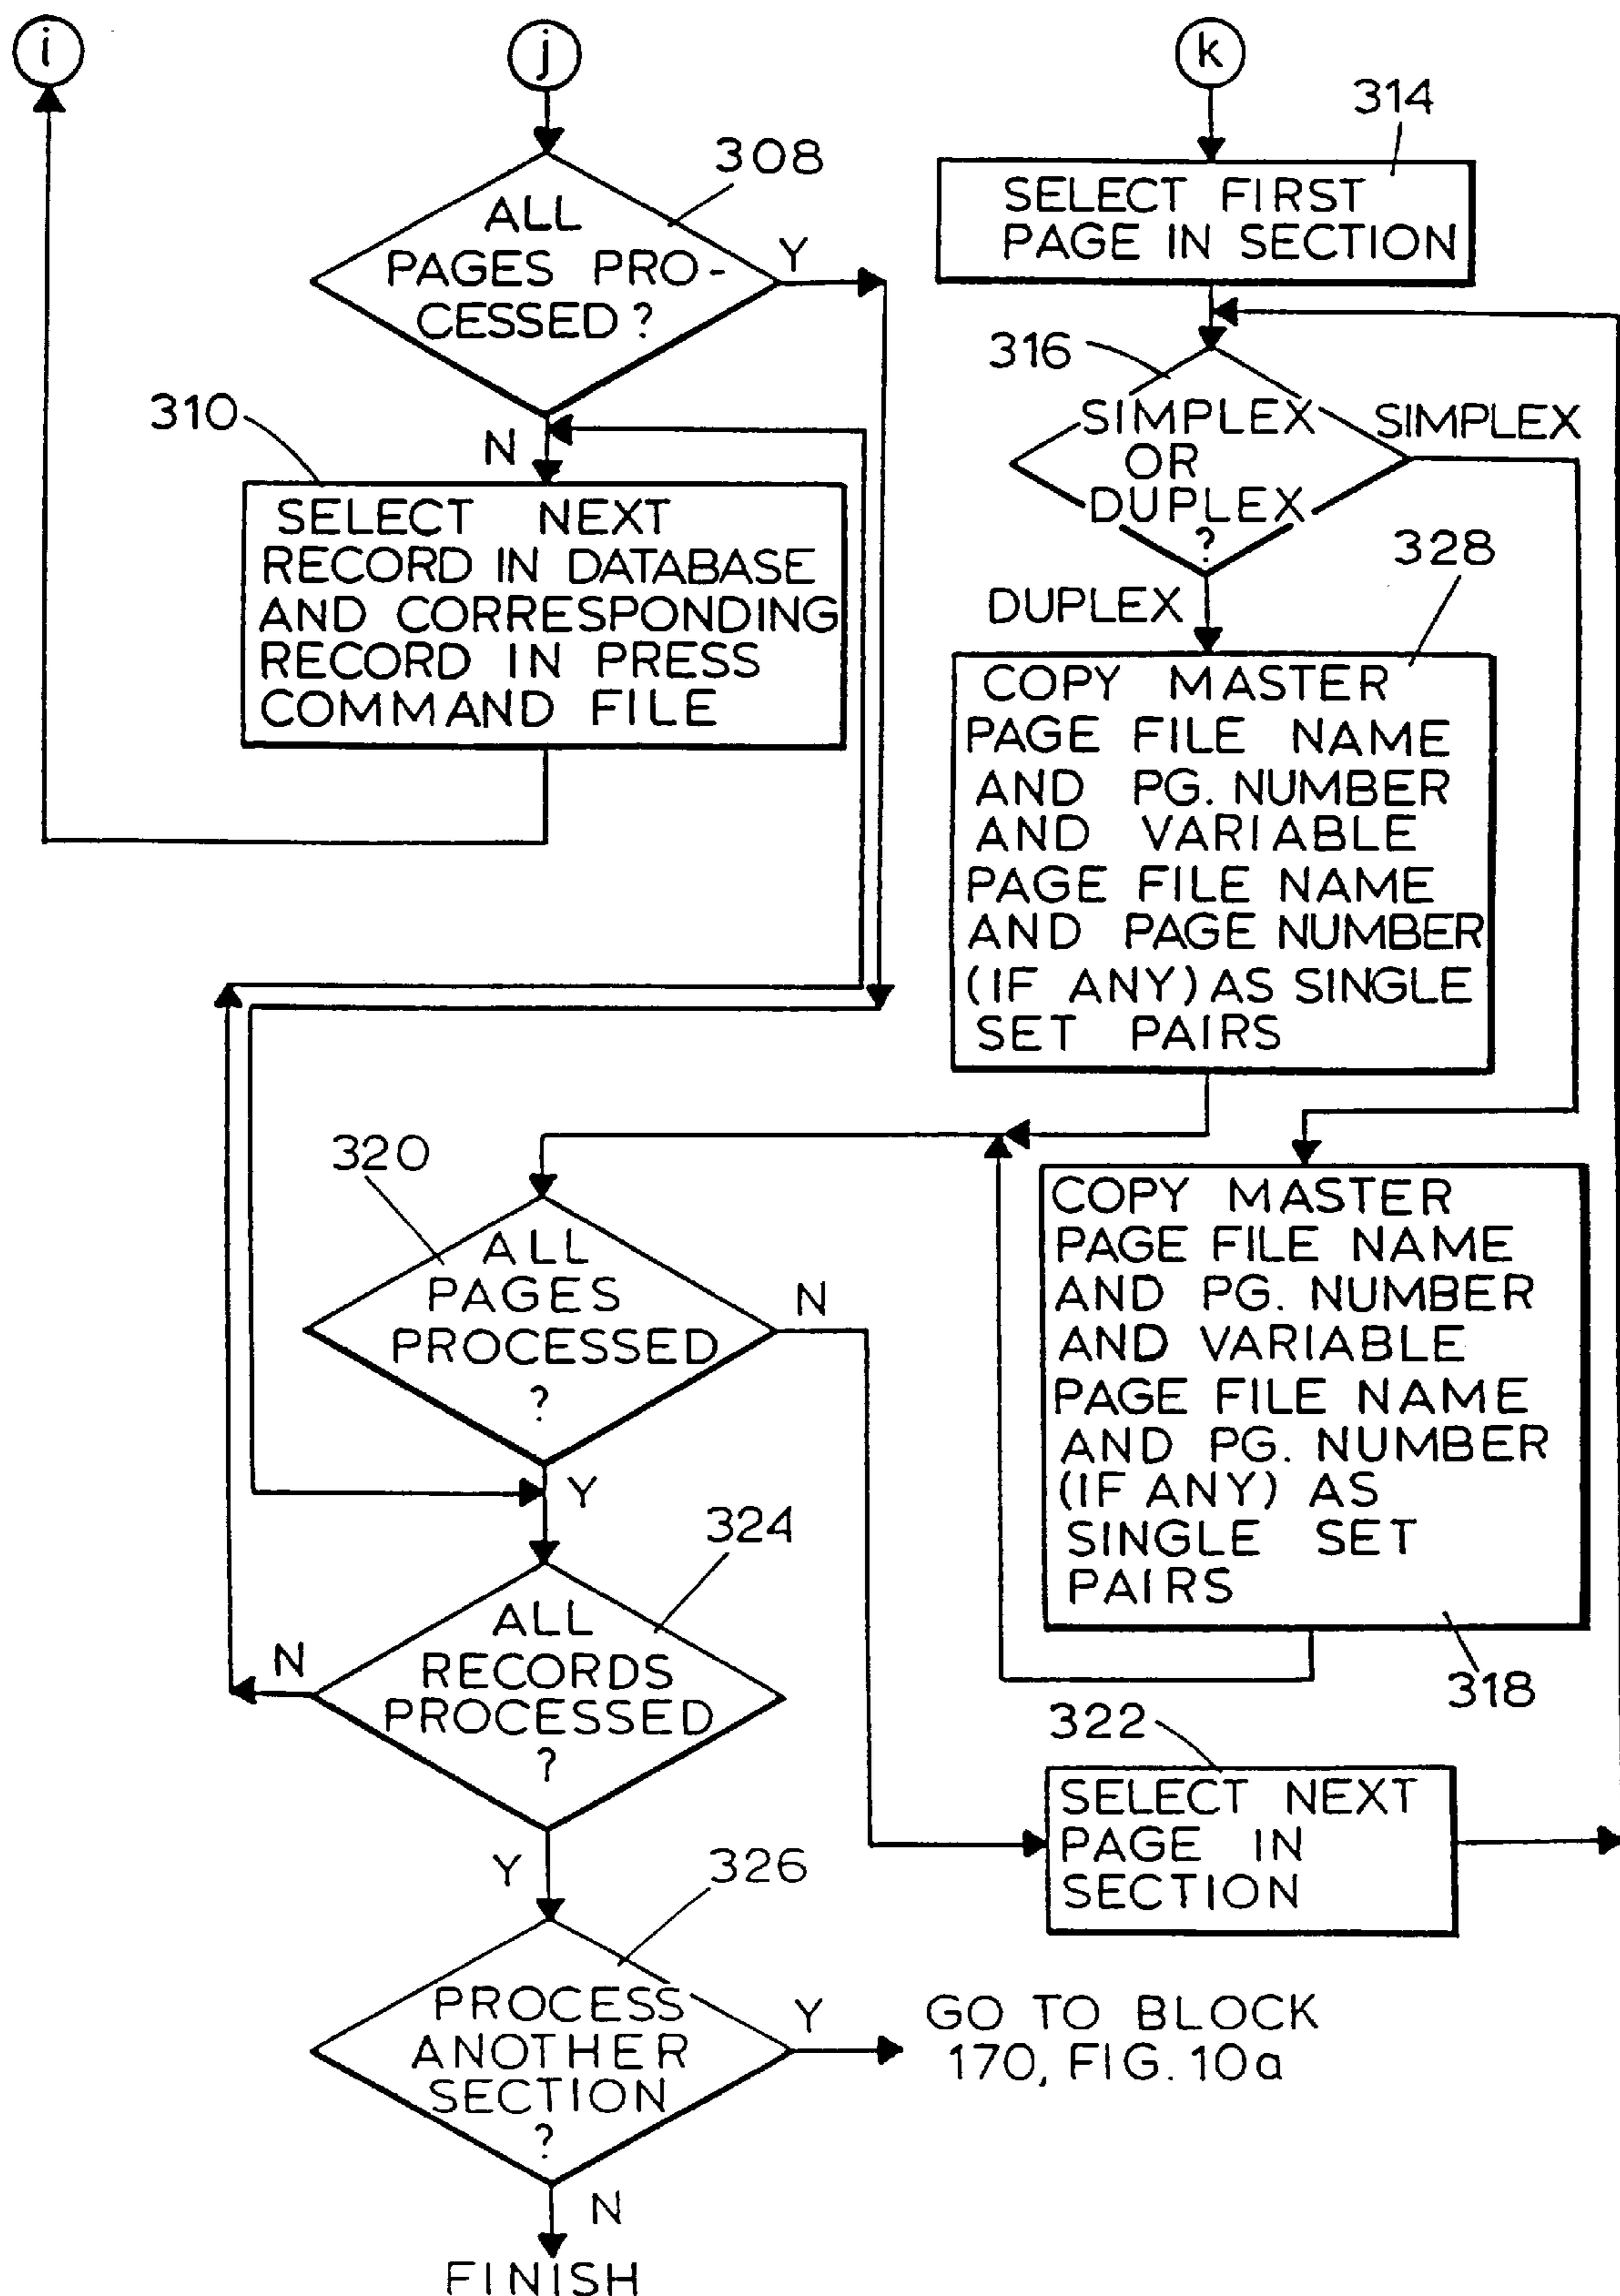 i
j
308
ALL
PAGES PRO-
CESSED?
Y
N
310
SELECT NEXT
RECORD IN DATABASE
AND CORRESPONDING
RECORD IN PRESS
COMMAND FILE
k
314
SELECT FIRST
PAGE IN SECTION
316
SIMPLEX
OR
DUPLEX
?
SIMPLEX
DUPLEX
328
COPY MASTER
PAGE FILE NAME
AND PG. NUMBER
AND VARIABLE
PAGE FILE NAME
AND PAGE NUMBER
(IF ANY) AS SINGLE
SET PAIRS
COPY MASTER
PAGE FILE NAME
AND PG. NUMBER
AND VARIABLE
PAGE FILE NAME
AND PG. NUMBER
(IF ANY) AS
SINGLE SET
PAIRS
318
320
ALL
PAGES
PROCESSED
?
N
Y
322
SELECT NEXT
PAGE IN
SECTION
324
ALL
RECORDS
PROCESSED
?
N
Y
326
PROCESS
ANOTHER
SECTION
?
Y
GO TO BLOCK
170, FIG. 10a
N
FINISH